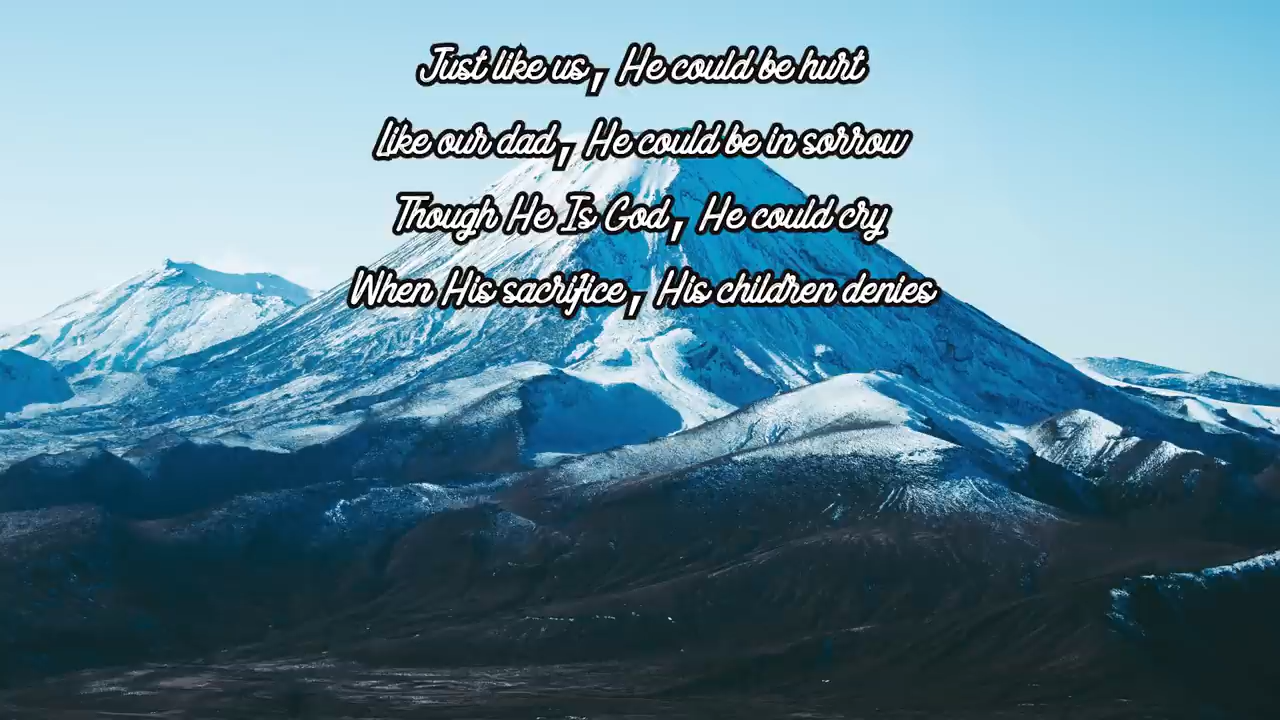 Just like us, He could be hurt
Like our dad, He could be in sorrow
Though He Is God, He could cry
When His sacrifice, His children denies